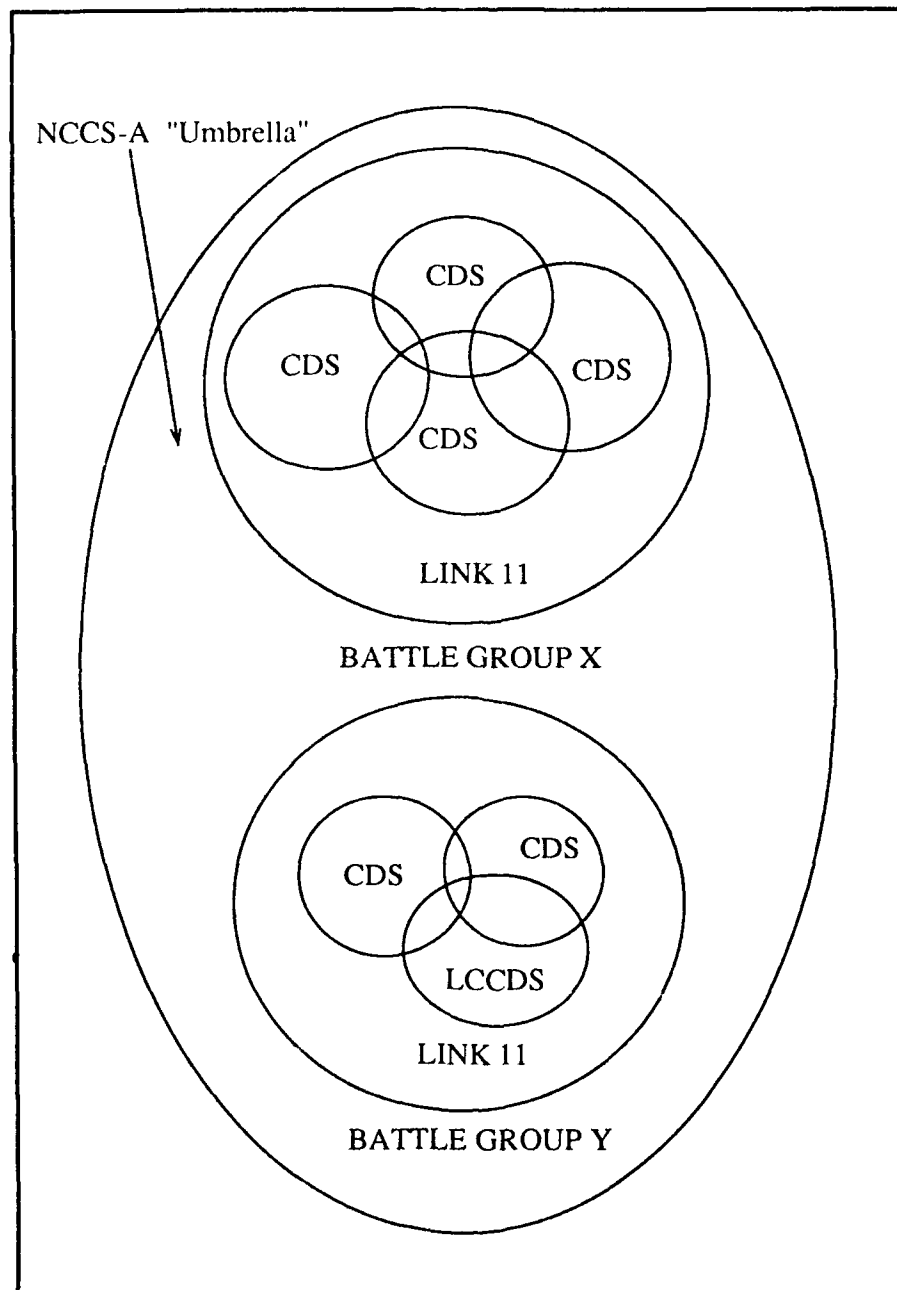 NCCS-A "Umbrella"
CDS
CDS
CDS
CDS
LINK 11
BATTLE GROUP X
CDS
CDS
LCCDS
LINK 11
BATTLE GROUP Y